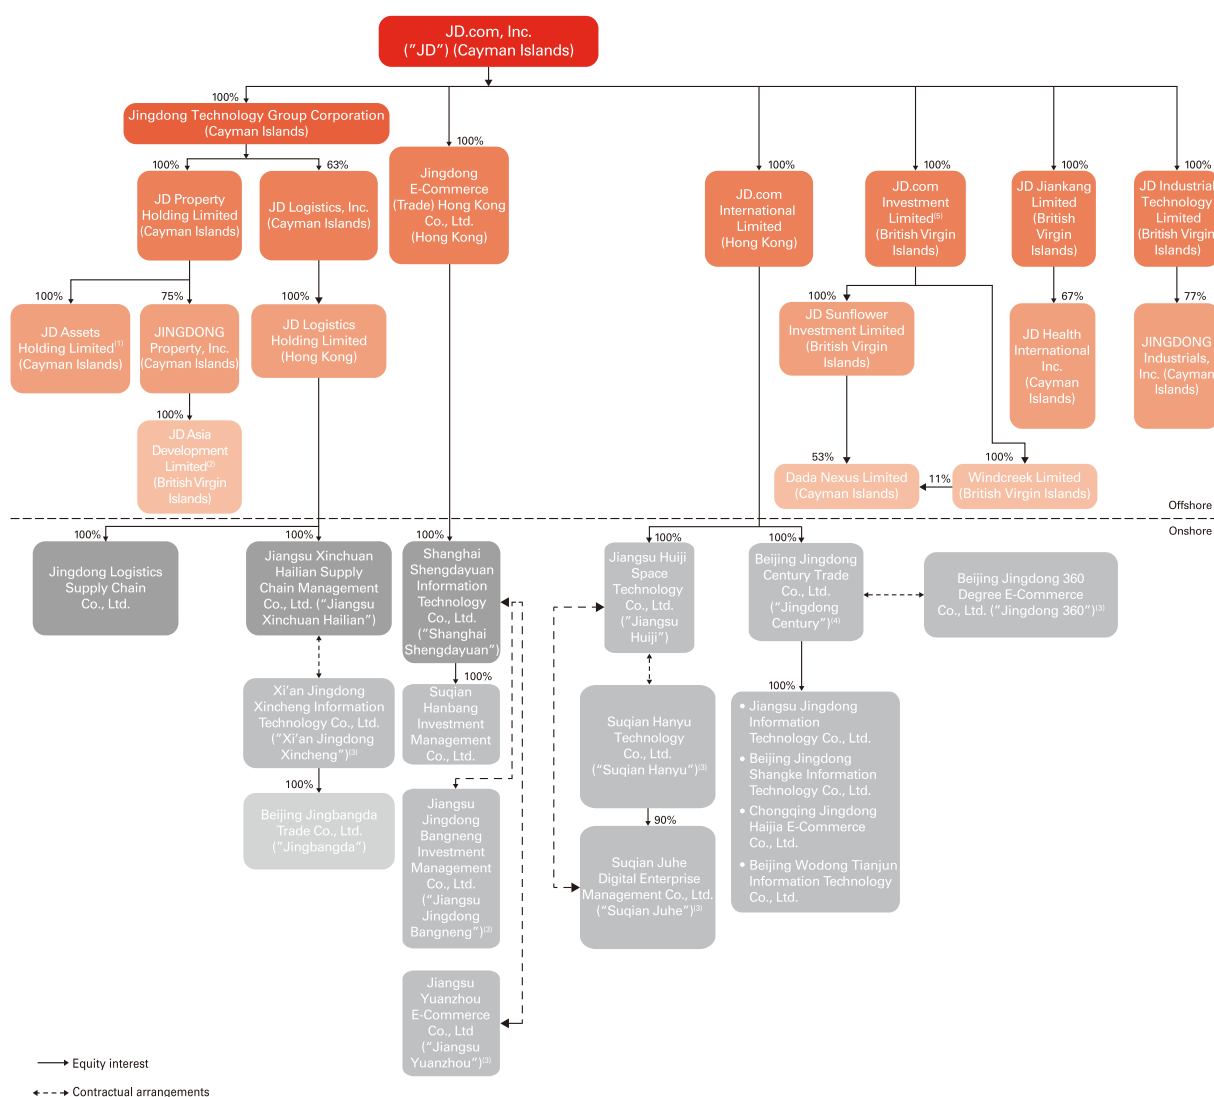 JD.com, Inc.
("JD") (Cayman Islands)
100%
Jingdong Technology Group Corporation
(Cayman Islands)
100%
JD Property
Holding Limited
(Cayman Islands)
63%
JD Logistics, Inc.
(Cayman Islands)
100%
Jingdong
E-Commerce
(Trade) Hong Kong
Co., Ltd.
(Hong Kong)
100%
JD.com
International
Limited
(Hong Kong)
100%
JD.com
Investment
Limited(5)
(British Virgin
Islands)
100%
JD Jiankang
Limited
(British
Virgin
Islands)
100%
JD Industrial
Technology
Limited
(British Virgin
Islands)
100%
JD Assets
Holding Limited(1)
(Cayman Islands)
75%
JINGDONG
Property, Inc.
(Cayman Islands)
100%
JD Logistics
Holding Limited
(Hong Kong)
100%
JD Sunflower
Investment Limited
(British Virgin
Islands)
67%
JD Health
International
Inc.
(Cayman
Islands)
77%
JINGDONG
Industrials,
Inc. (Cayman
Islands)
100%
JD Asia
Development
Limited(2)
(British Virgin
Islands)
53%
Dada Nexus Limited
(Cayman Islands)
11%
100%
Windcreek Limited
(British Virgin Islands)
Offshore
Onshore
100%
Jingdong Logistics
Supply Chain
Co., Ltd.
100%
Jiangsu Xinchuan
Hailian Supply
Chain Management
Co., Ltd. ("Jiangsu
Xinchuan Hailian")
100%
Shanghai
Shengdayuan
Information
Technology
Co., Ltd.
("Shanghai
Shengdayuan")
100%
Jiangsu Huiji
Space
Technology
Co., Ltd.
("Jiangsu
Huiji")
100%
Beijing Jingdong
Century Trade
Co., Ltd.
("Jingdong
Century")(4)
Beijing Jingdong 360
Degree E-Commerce
Co., Ltd. ("Jingdong 360")(3)
Xi'an Jingdong
Xincheng Information
Technology Co., Ltd.
("Xi'an Jingdong
Xincheng")(3)
100%
Suqian
Hanbang
Investment
Management
Co., Ltd.
Suqian Hanyu
Technology
Co., Ltd.
("Suqian Hanyu")(3)
100%
• Jiangsu Jingdong
Information
Technology Co., Ltd.
• Beijing Jingdong
Shangke Information
Technology Co., Ltd.
• Chongqing Jingdong
Haijia E-Commerce
Co., Ltd.
• Beijing Wodong Tianjun
Information Technology
Co., Ltd.
100%
Beijing Jingbangda
Trade Co., Ltd.
("Jingbangda")
Jiangsu
Jingdong
Bangneng
Investment
Management
Co., Ltd.
("Jiangsu
Jingdong
Bangneng")(3)
90%
Suqian Juhe
Digital Enterprise
Management Co., Ltd.
("Suqian Juhe")(3)
Jiangsu
Yuanzhou
E-Commerce
Co., Ltd
("Jiangsu
Yuanzhou")(3)
Equity interest
Contractual arrangements